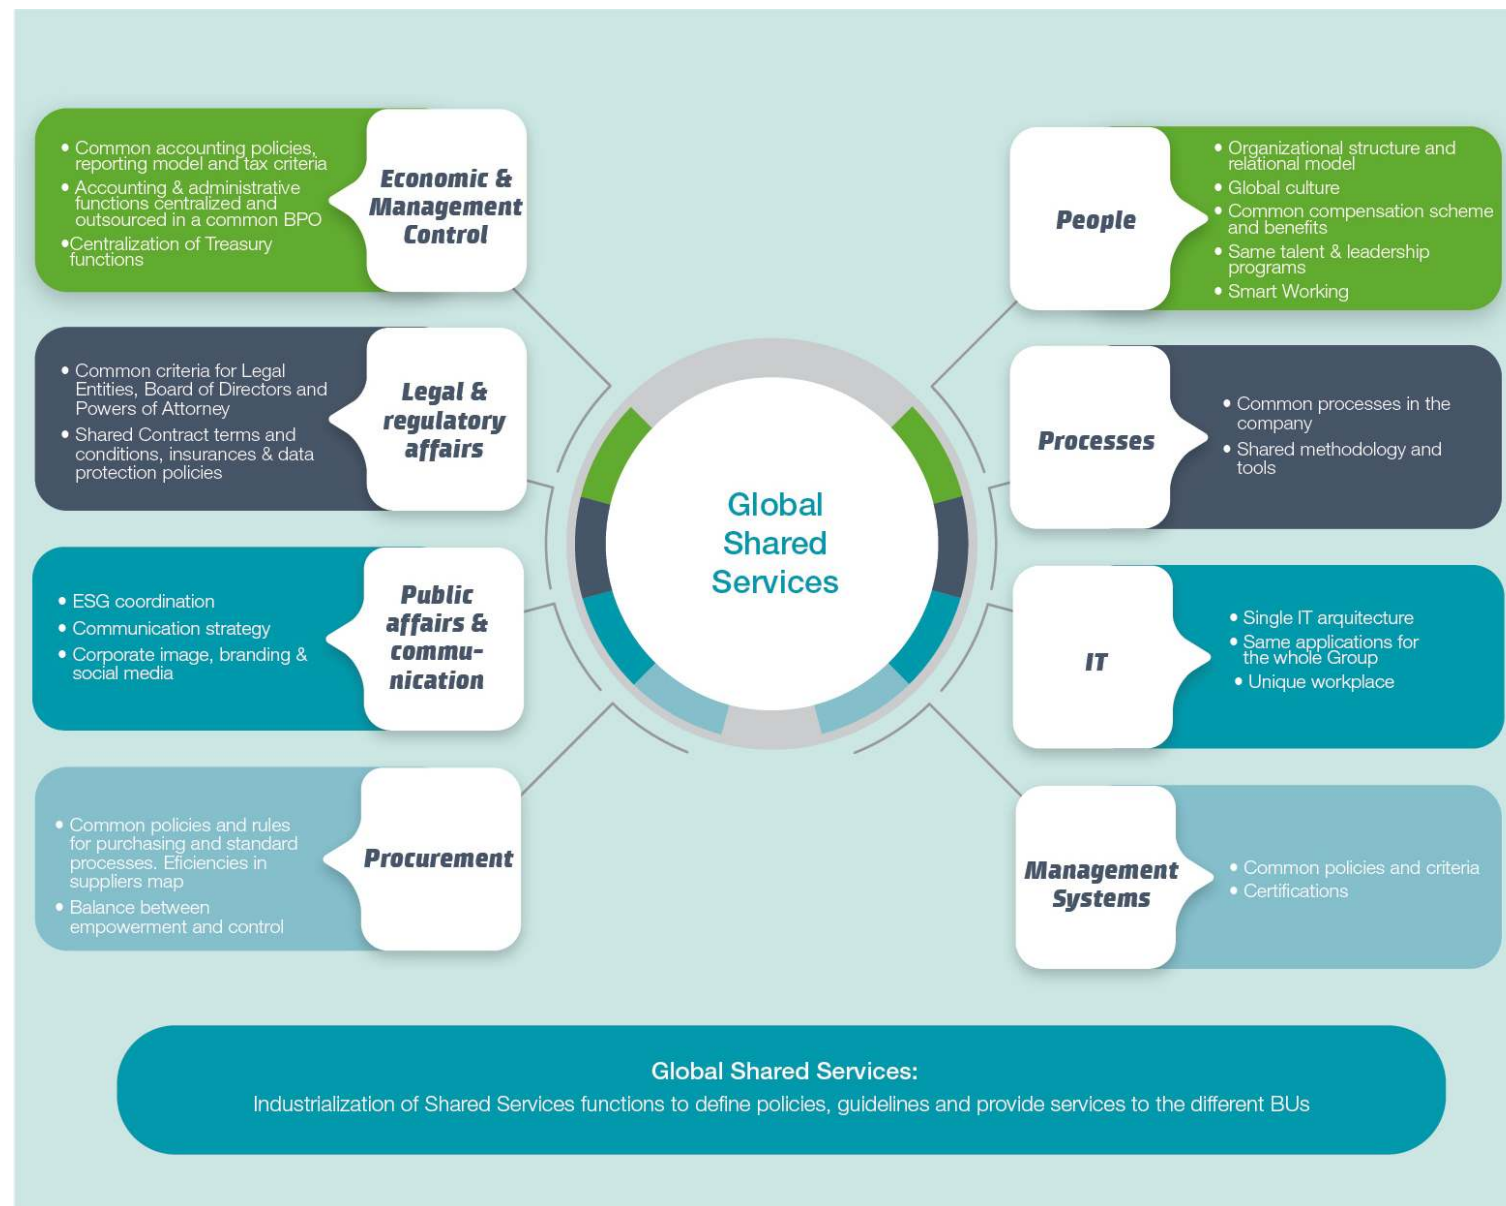 • Common accounting policies,
reporting model and tax criteria
• Accounting & administrative
functions centralized and
outsourced in a common BPO
•Centralization of Treasury
functions
Economic &
Management
Control
• Common criteria for Legal
Entities, Board of Directors and
Powers of Attorney
• Shared Contract terms and
conditions, insurances & data
protection policies
Legal &
regulatory
affairs
• ESG coordination
• Communication strategy
• Corporate image, branding &
social media
Public
affairs &
commu-
nication
• Common policies and rules
for purchasing and standard
processes. Eficiencies in
suppliers map
• Balance between
empowerment and control
Procurement
Global
Shared
Services
People
• Organizational structure and
relational model
• Global culture
• Common compensation scheme
and benefits
• Same talent & leadership
programs
• Smart Working
Processes
• Common processes in the
company
• Shared methodology and
tools
IT
• Single IT arquitecture
• Same applications for
the whole Group
• Unique workplace
Management
Systems
• Common policies and criteria
• Certifications
Global Shared Services:
Industrialization of Shared Services functions to define policies, guidelines and provide services to the different BUs